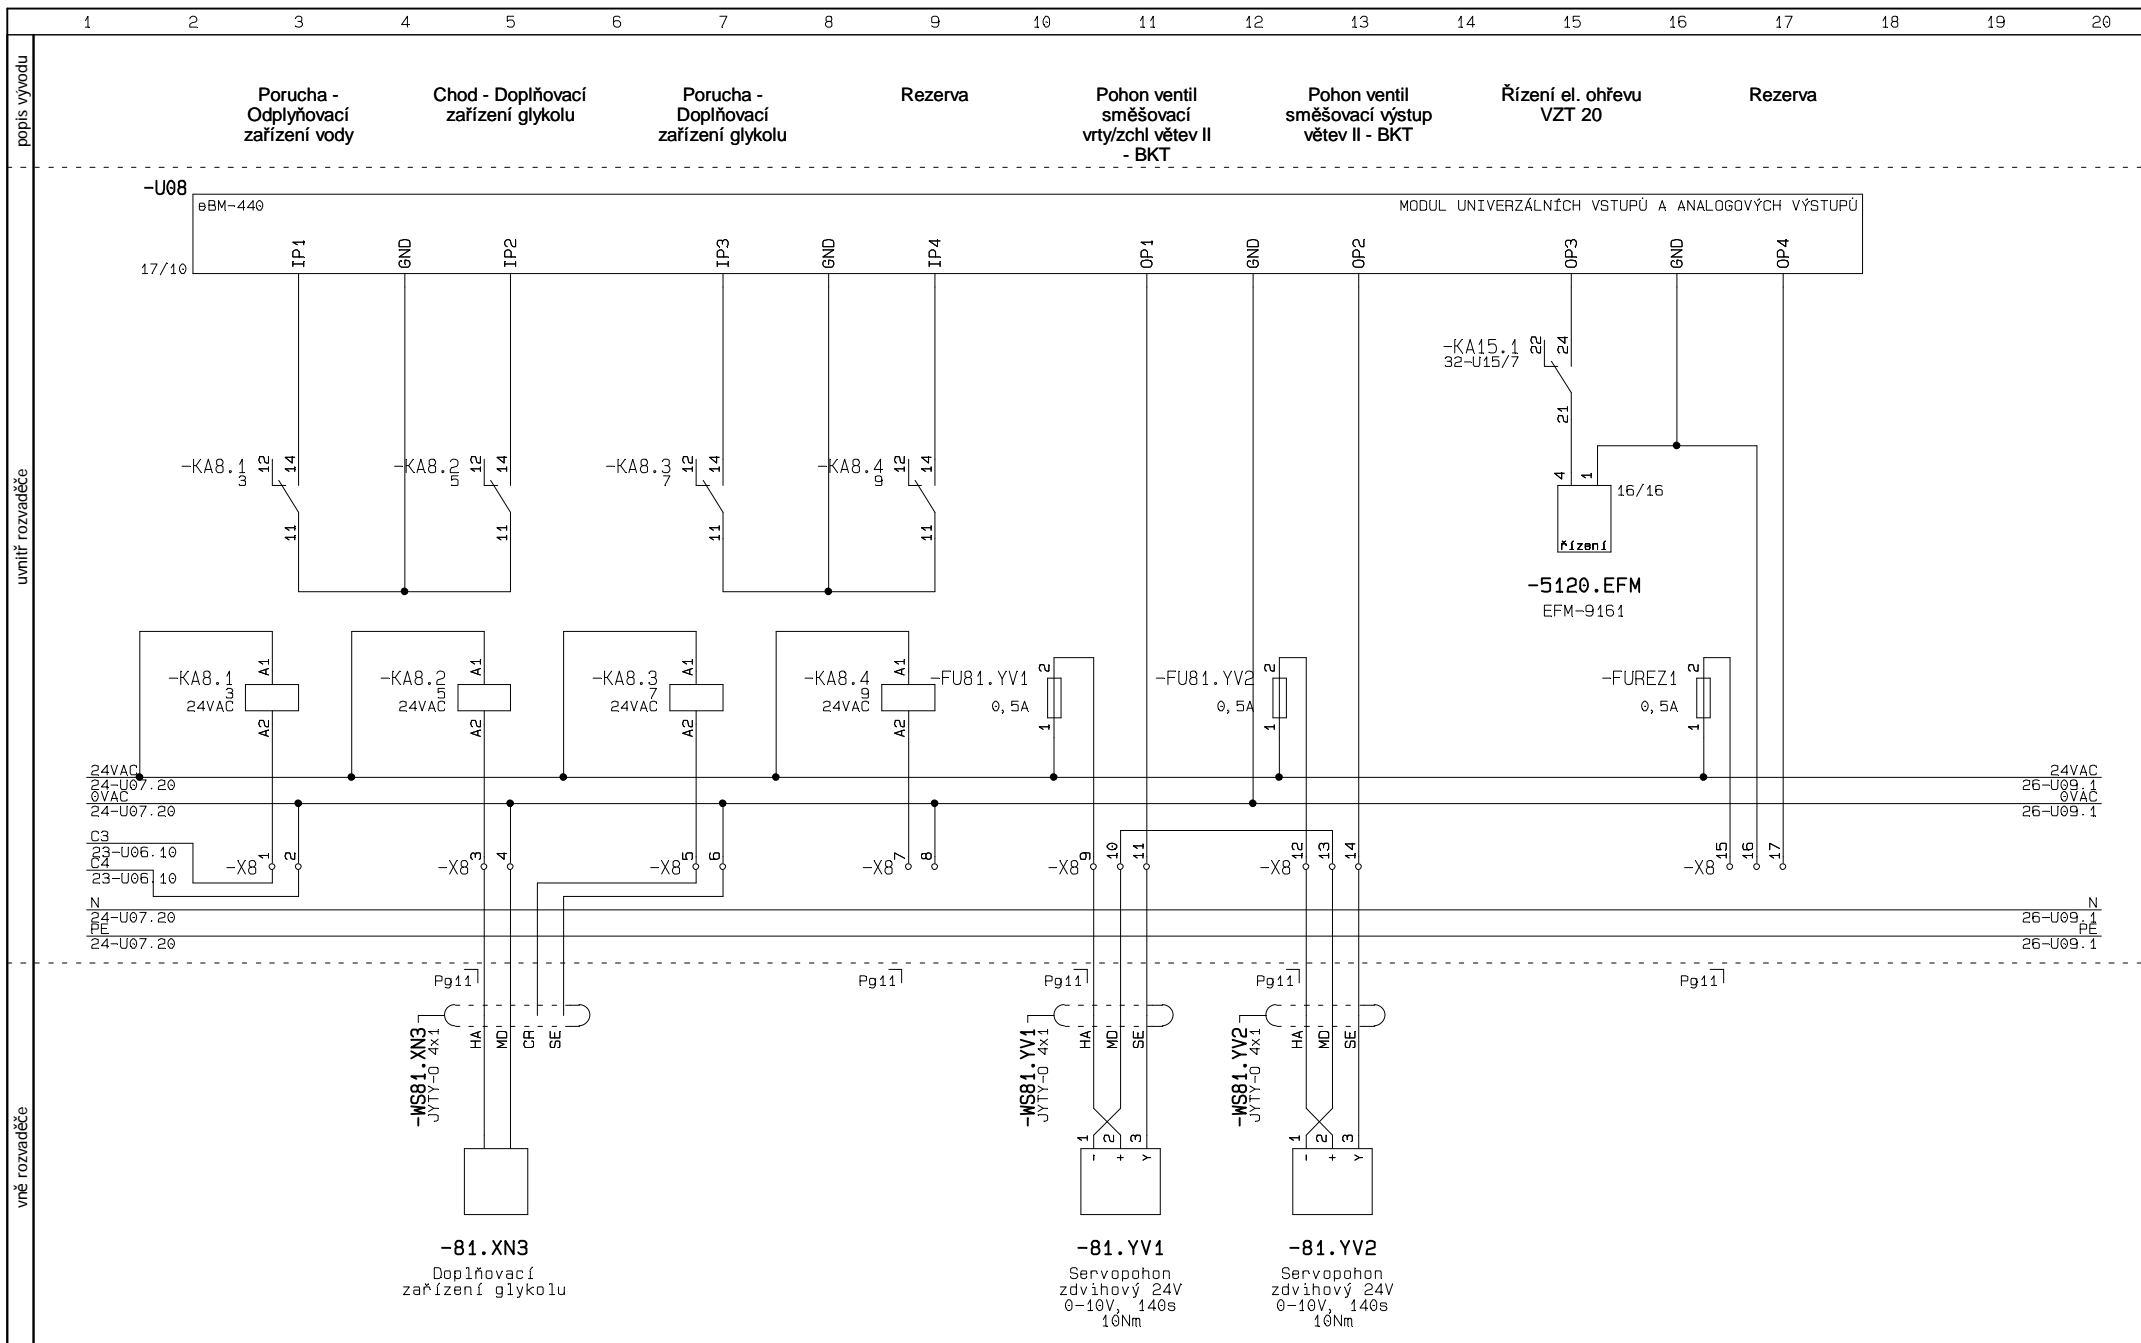 1 2 3 4 5 6 7 8 9 10 11 12 13 14 15 16 17 18 19 20
popis vývodu
Porucha -
Odplyňovací
zařízení vody
Chod - Doplňovací
zařízení glykolu
Porucha -
Doplňovací
zařízení glykolu
Rezerva
Pohon ventil
směšovací
vrty/zchl větev II
- BKT
Pohon ventil
směšovací výstup
větev II - BKT
Řízení el. ohřevu
VZT 20
Rezerva
-U08
eBM-440
MODUL UNIVERZÁLNÍCH VSTUPŮ A ANALOGOVÝCH VÝSTUPŮ
17/10
IP1
GND
IP2
IP3
GND
IP4
OP1
GND
OP2
OP3
GND
OP4
uvnitř rozvaděče
-KA15.1
32-U15/7
22
24
21
-KA8.1
3
12
14
11
-KA8.2
5
12
14
11
-KA8.3
7
12
14
11
-KA8.4
9
12
14
11
4
1
16/16
řízení
-5120.EFM
EFM-9161
-KA8.1
3
24VAC
A1
A2
-KA8.2
5
24VAC
A1
A2
-KA8.3
7
24VAC
A1
A2
-KA8.4
9
24VAC
A1
A2
-FU81.YV1
0,5A
2
1
-FU81.YV2
0,5A
2
1
-FUREZ1
0,5A
2
1
24VAC
24-U07.20
0VAC
24-U07.20
24VAC
26-U09.1
0VAC
26-U09.1
C3
23-U06.10
C4
23-U06.10
-X8
1
2
-X8
3
4
-X8
5
6
-X8
7
8
-X8
9
10
11
-X8
12
13
14
-X8
15
16
17
N
24-U07.20
PE
24-U07.20
N
26-U09.1
PE
26-U09.1
vně rozvaděče
Pg11
Pg11
Pg11
Pg11
Pg11
-WS81.XN3
JYTY-O 4x1
HA
MD
CR
SE
-WS81.YV1
JYTY-O 4x1
HA
MD
SE
-WS81.YV2
JYTY-O 4x1
HA
MD
SE
1
2
3
- + Y
1
2
3
- + Y
-81.XN3
Doplňovací
zařízení glykolu
-81.YV1
Servopohon
zdvihový 24V
0-10V, 140s
10Nm
-81.YV2
Servopohon
zdvihový 24V
0-10V, 140s
10Nm